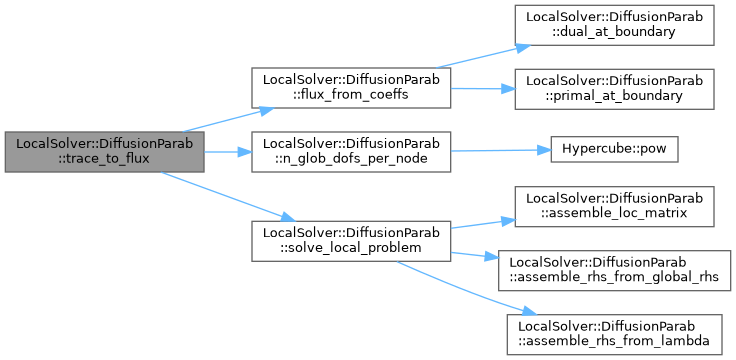 LocalSolver::DiffusionParab
::trace_to_flux
LocalSolver::DiffusionParab
::flux_from_coeffs
LocalSolver::DiffusionParab
::dual_at_boundary
LocalSolver::DiffusionParab
::primal_at_boundary
LocalSolver::DiffusionParab
::n_glob_dofs_per_node
Hypercube::pow
LocalSolver::DiffusionParab
::solve_local_problem
LocalSolver::DiffusionParab
::assemble_loc_matrix
LocalSolver::DiffusionParab
::assemble_rhs_from_global_rhs
LocalSolver::DiffusionParab
::assemble_rhs_from_lambda